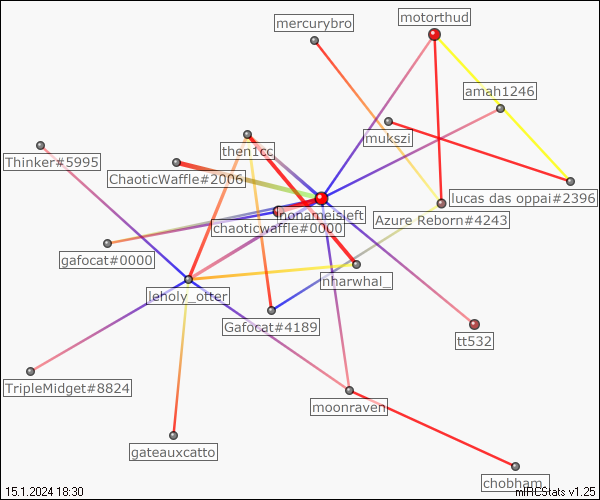 mercurybro
motorthud
amah1246
mukszi
then1cc
Thinker#5995
ChaoticWaffle#2006
lucas das oppai#2396
nonameisleft
Azure Reborn#4243
chaoticwaffle#0000
gafocat#0000
nharwhal_
leholy_otter
Gafocat#4189
tt532
TripleMidget#8824
moonraven
gateauxcatto
chobham_
15.1.2024 18:30
mIRCStats v1.25